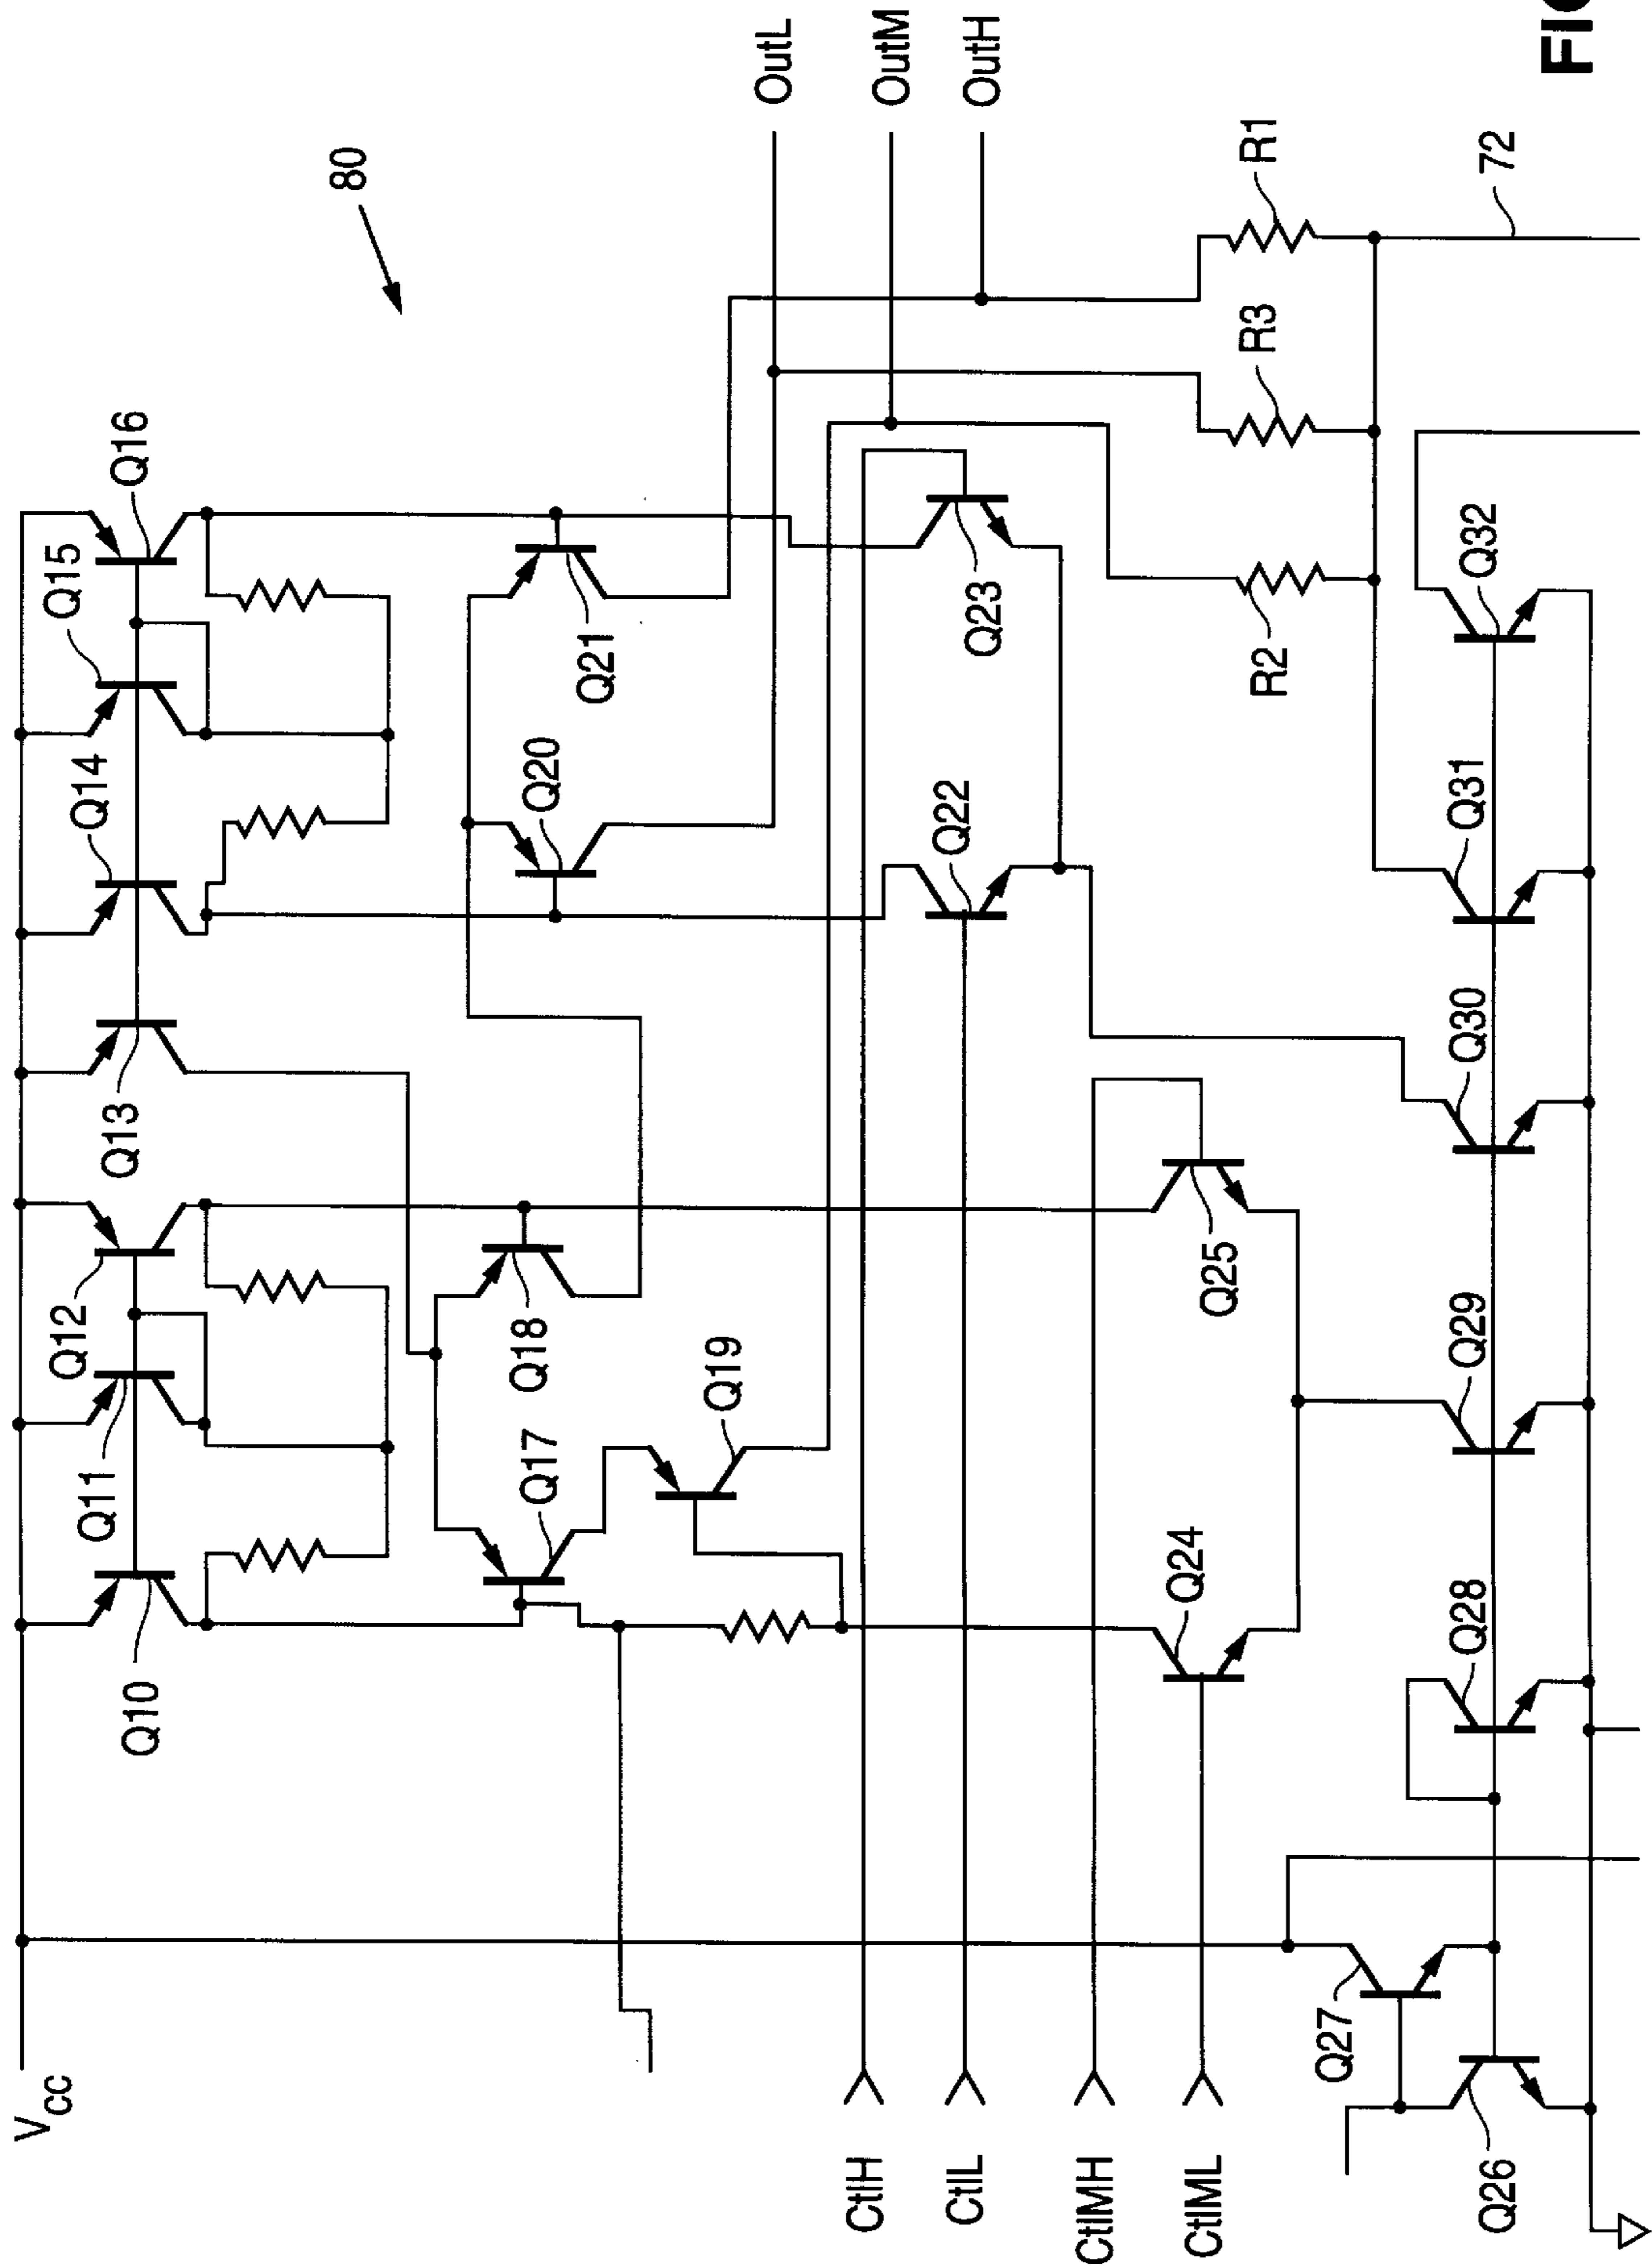 Vcc
Q10
Q11
Q12
Q13
Q14
Q15
Q16
80
Q17
Q18
Q19
Q20
Q21
OutL
OutM
OutH
CtlH
CtlL
CtlMH
CtlML
Q22
Q23
Q24
Q25
R2
R3
R1
72
Q26
Q27
Q28
Q29
Q30
Q31
Q32